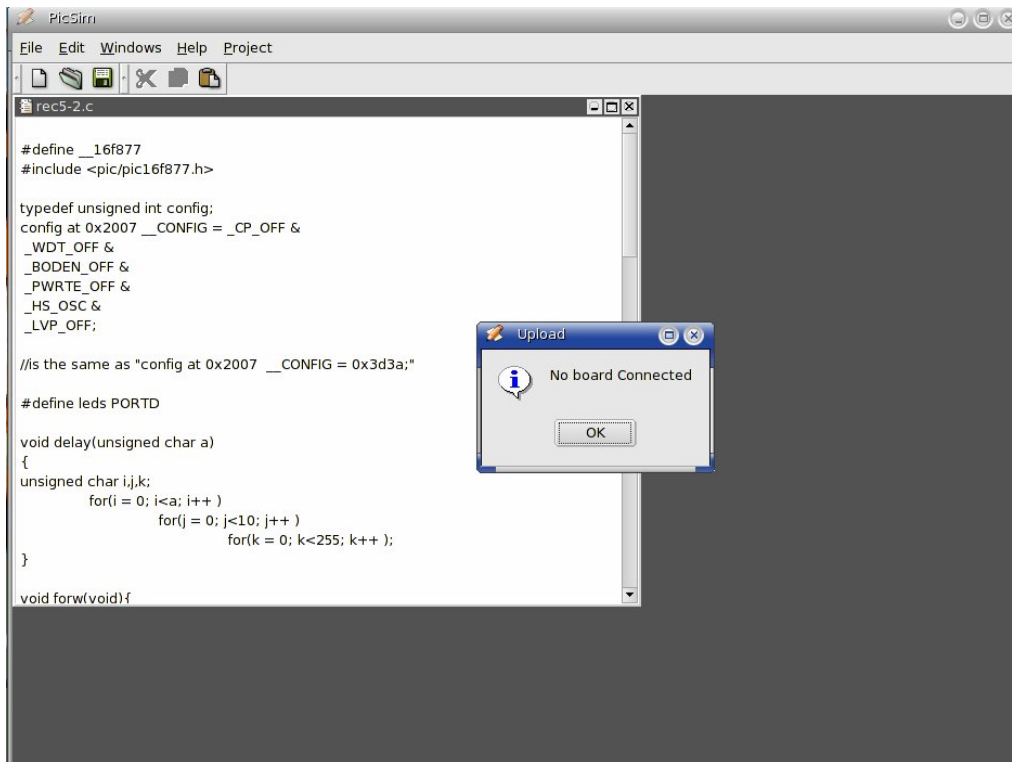 PicSim
File Edit Windows Help Project
rec5-2.c
#define __16f877
#include <pic/pic16f877.h>
typedef unsigned int config;
config at 0x2007 __CONFIG = _CP_OFF &
_WDT_OFF &
_BODEN_OFF &
_PWRTE_OFF &
_HS_OSC &
_LVP_OFF;
//is the same as "config at 0x2007 __CONFIG = 0x3d3a;"
#define leds PORTD
void delay(unsigned char a)
{
unsigned char i,j,k;
for(i = 0; i<a; i++ )
for(j = 0; j<10; j++ )
for(k = 0; k<255; k++ );
}
void forw(void){
Upload
No board Connected
OK